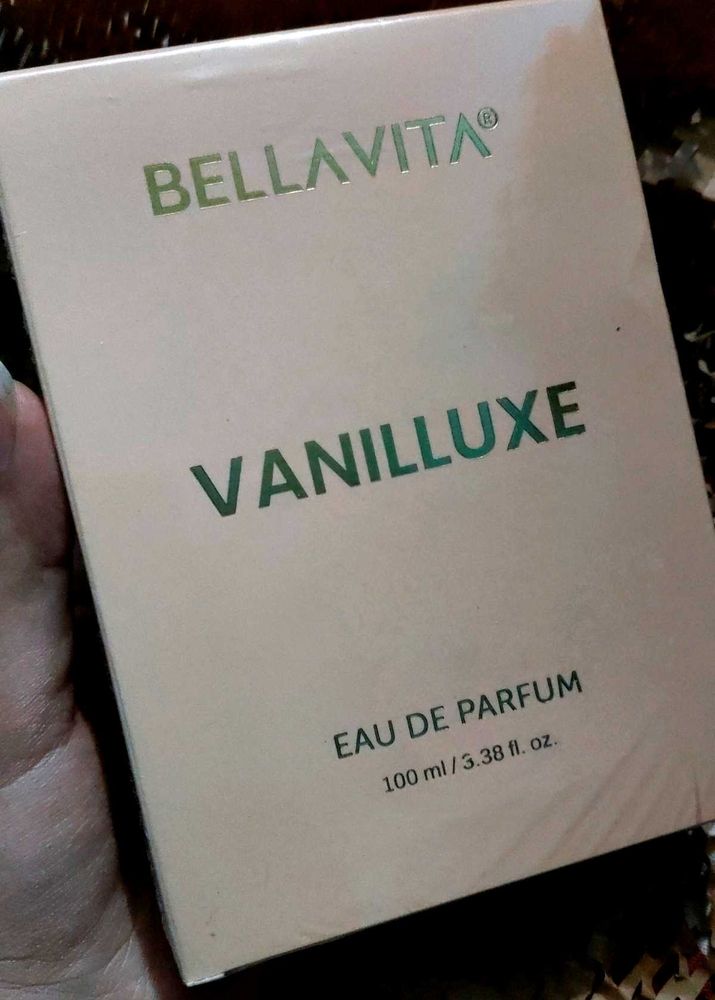 BELLAVITA®
VANILLUXE
EAU DE PARFUM
100 ml / 3.38 fl. oz.